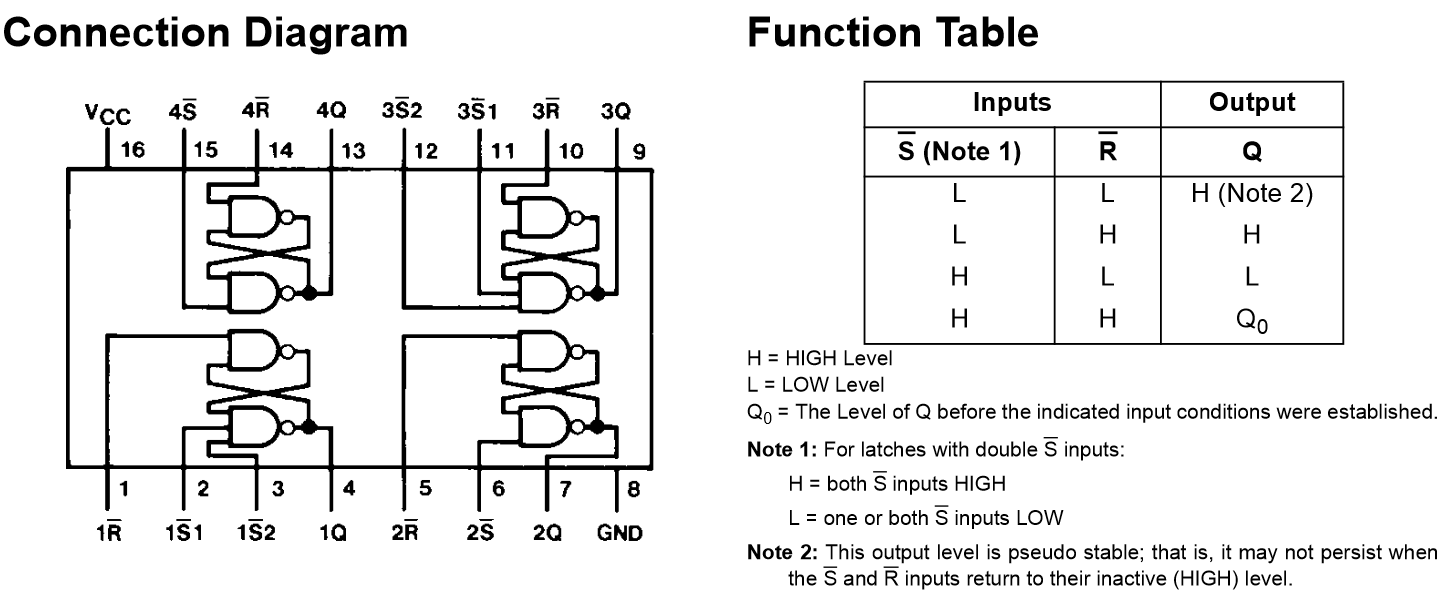 Connection Diagram
VCC 4S̅ 4R̅ 4Q 3S̅2 3S̅1 3R̅ 3Q
16 15 14 13 12 11 10 9
1 2 3 4 5 6 7 8
1R̅ 1S̅1 1S̅2 1Q 2R̅ 2S̅ 2Q GND
Function Table
Inputs Output
S̅ (Note 1) R̅ Q
L L H (Note 2)
L H H
H L L
H H Q₀
H = HIGH Level
L = LOW Level
Q₀ = The Level of Q before the indicated input conditions were established.
Note 1: For latches with double S̅ inputs:
H = both S̅ inputs HIGH
L = one or both S̅ inputs LOW
Note 2: This output level is pseudo stable; that is, it may not persist when
the S̅ and R̅ inputs return to their inactive (HIGH) level.